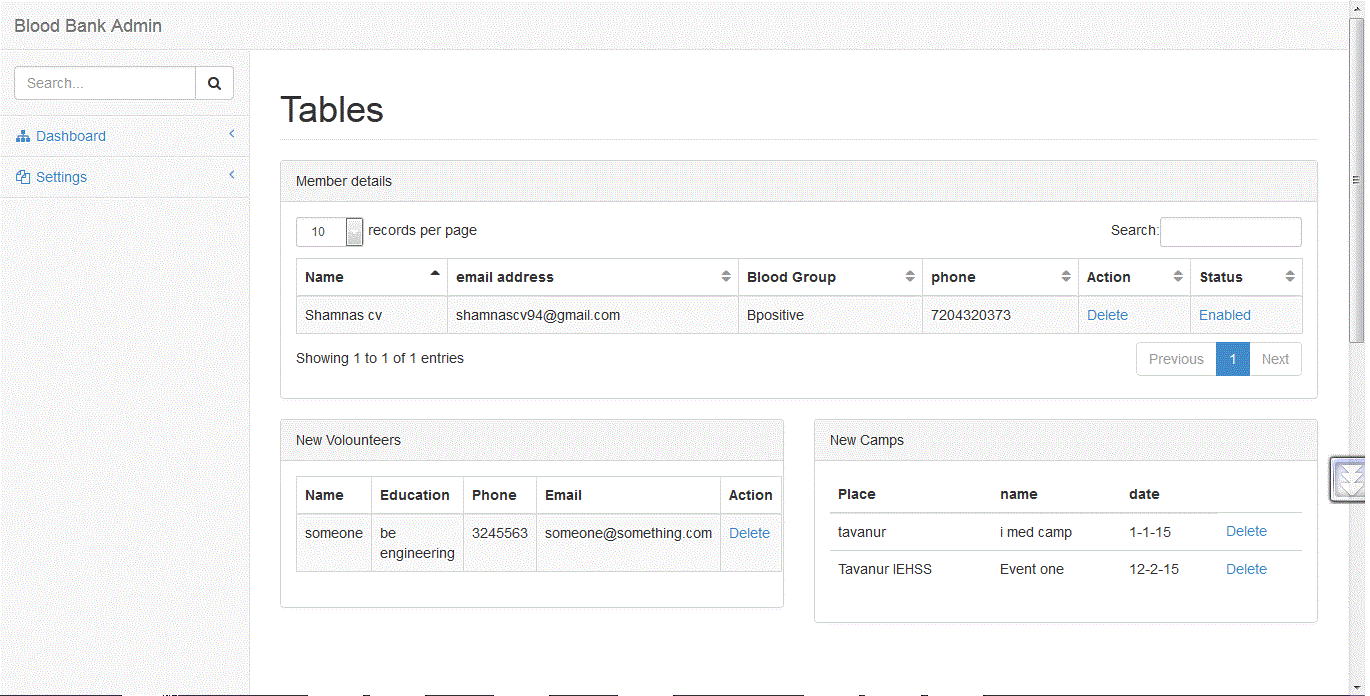 Blood Bank Admin
Search...
Dashboard
Settings
Tables
Member details
10 records per page Search:
Name email address Blood Group phone Action Status
Shamnas cv shamnascv94@gmail.com Bpositive 7204320373 Delete Enabled
Showing 1 to 1 of 1 entries Previous 1 Next
New Volounteers
Name Education Phone Email Action
someone be 3245563 someone@something.com Delete
engineering
New Camps
Place name date
tavanur i med camp 1-1-15 Delete
Tavanur IEHSS Event one 12-2-15 Delete